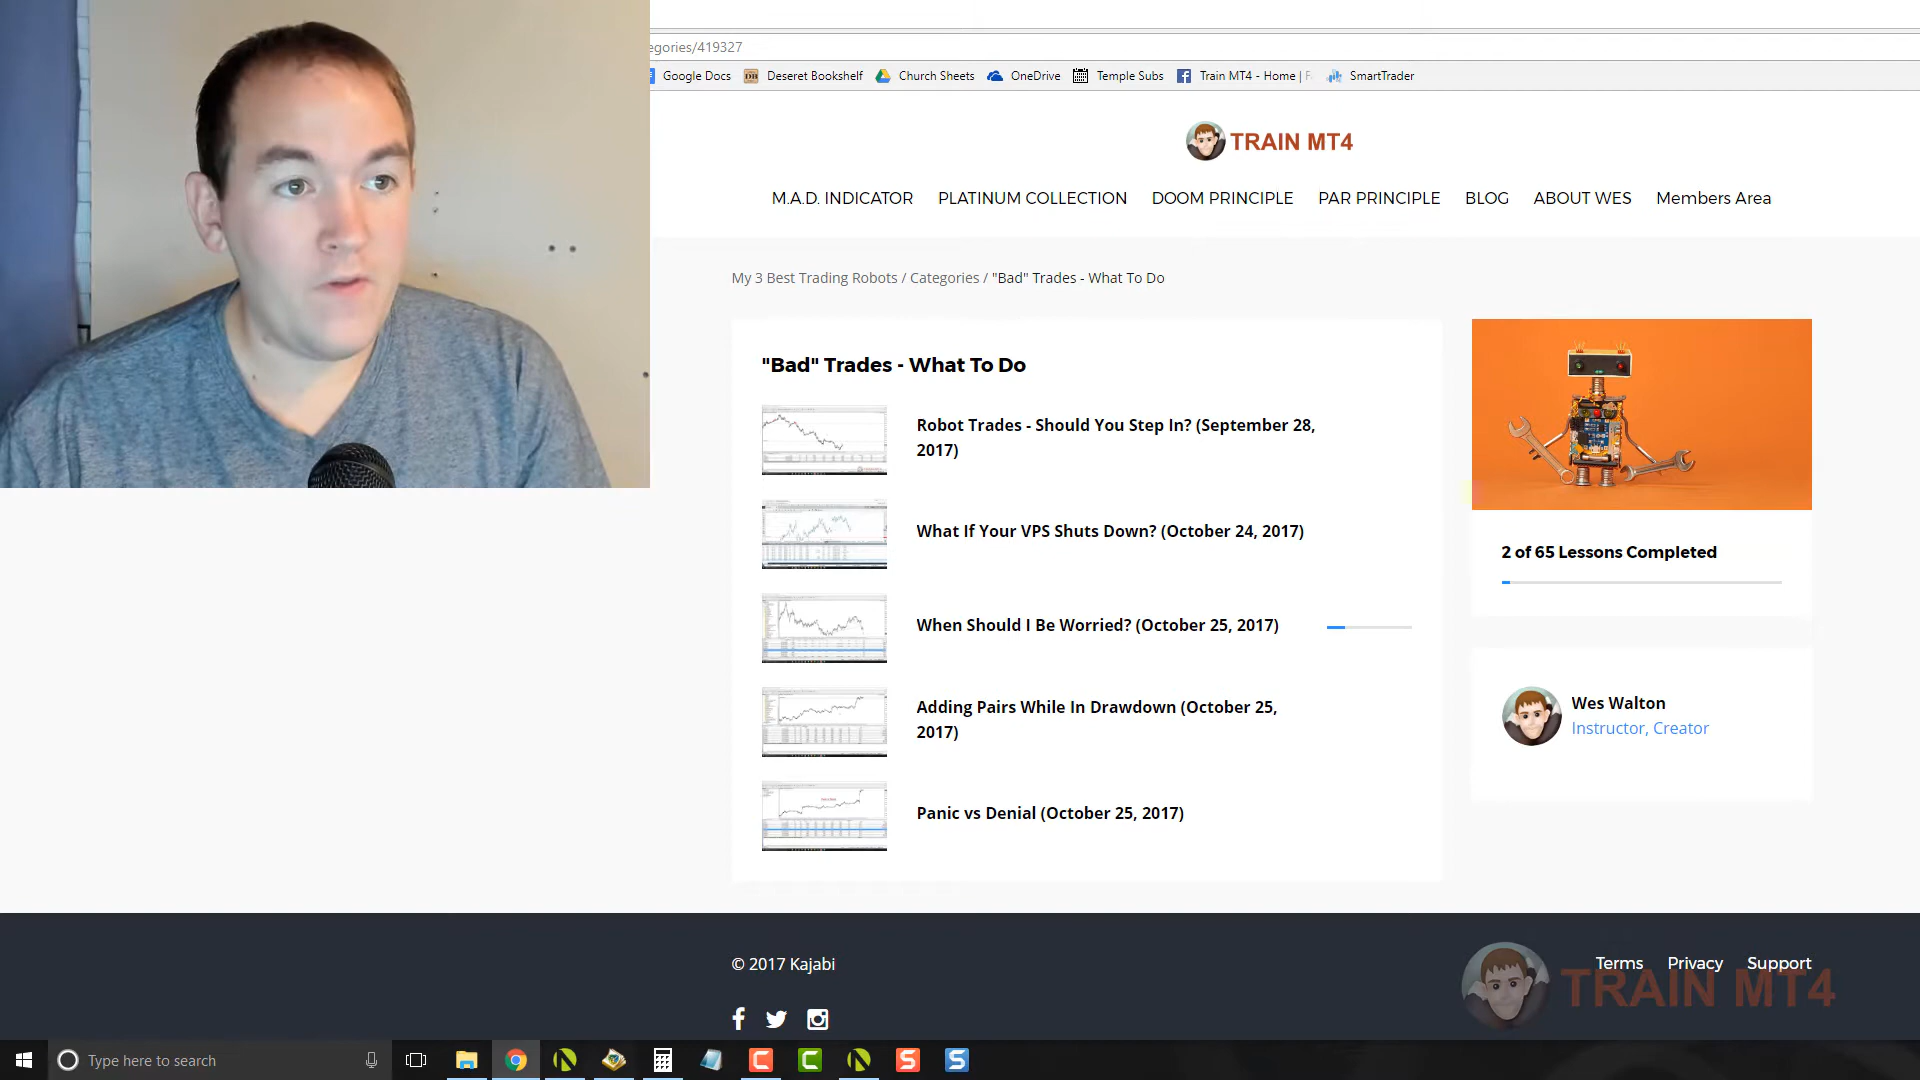 egories/419327
Google Docs
Deseret Bookshelf
Church Sheets
OneDrive
Temple Subs
Train MT4 - Home | F
SmartTrader
TRAIN MT4
M.A.D. INDICATOR
PLATINUM COLLECTION
DOOM PRINCIPLE
PAR PRINCIPLE
BLOG
ABOUT WES
Members Area
My 3 Best Trading Robots / Categories / "Bad" Trades - What To Do
"Bad" Trades - What To Do
Robot Trades - Should You Step In? (September 28,
2017)
What If Your VPS Shuts Down? (October 24, 2017)
When Should I Be Worried? (October 25, 2017)
Adding Pairs While In Drawdown (October 25,
2017)
Panic vs Denial (October 25, 2017)
2 of 65 Lessons Completed
Wes Walton
Instructor, Creator
© 2017 Kajabi
Terms
Privacy
Support
TRAIN MT4
Type here to search